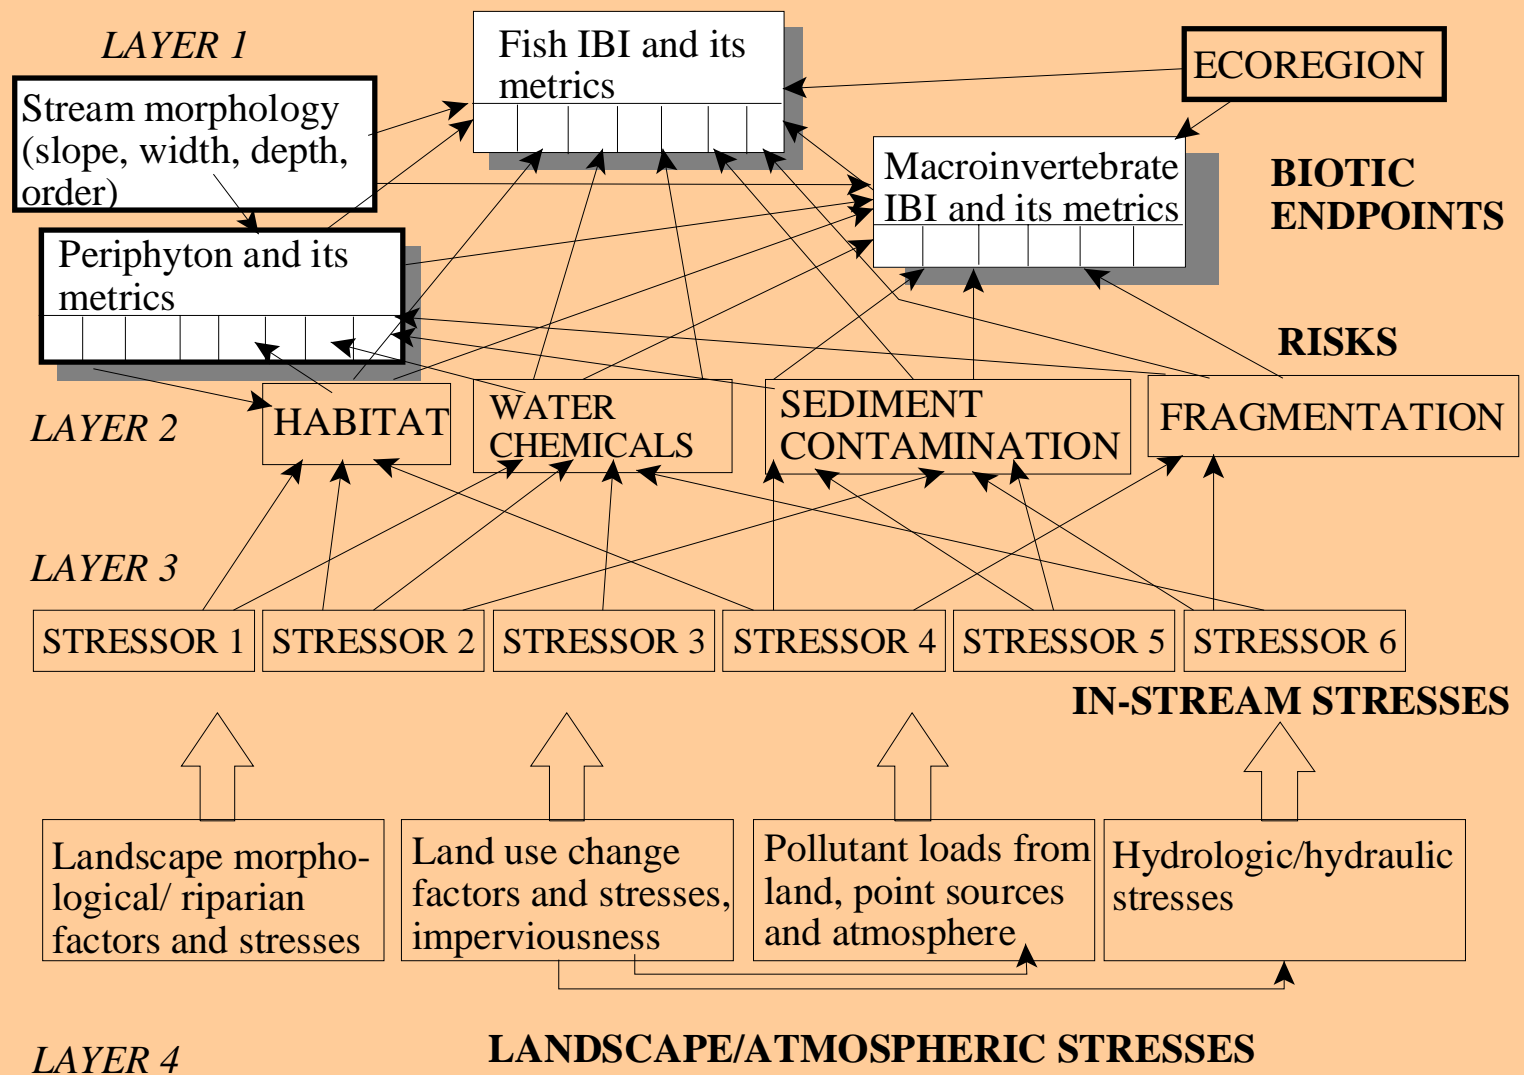 LAYER 1
Fish IBI and its
metrics
ECOREGION
Stream morphology
(slope, width, depth,
order)
Macroinvertebrate
IBI and its metrics
BIOTIC
ENDPOINTS
Periphyton and its
metrics
RISKS
LAYER 2
HABITAT
WATER
CHEMICALS
SEDIMENT
CONTAMINATION
FRAGMENTATION
LAYER 3
STRESSOR 1
STRESSOR 2
STRESSOR 3
STRESSOR 4
STRESSOR 5
STRESSOR 6
IN-STREAM STRESSES
Landscape morpho-
logical/ riparian
factors and stresses
Land use change
factors and stresses,
imperviousness
Pollutant loads from
land, point sources
and atmosphere
Hydrologic/hydraulic
stresses
LAYER 4
LANDSCAPE/ATMOSPHERIC STRESSES